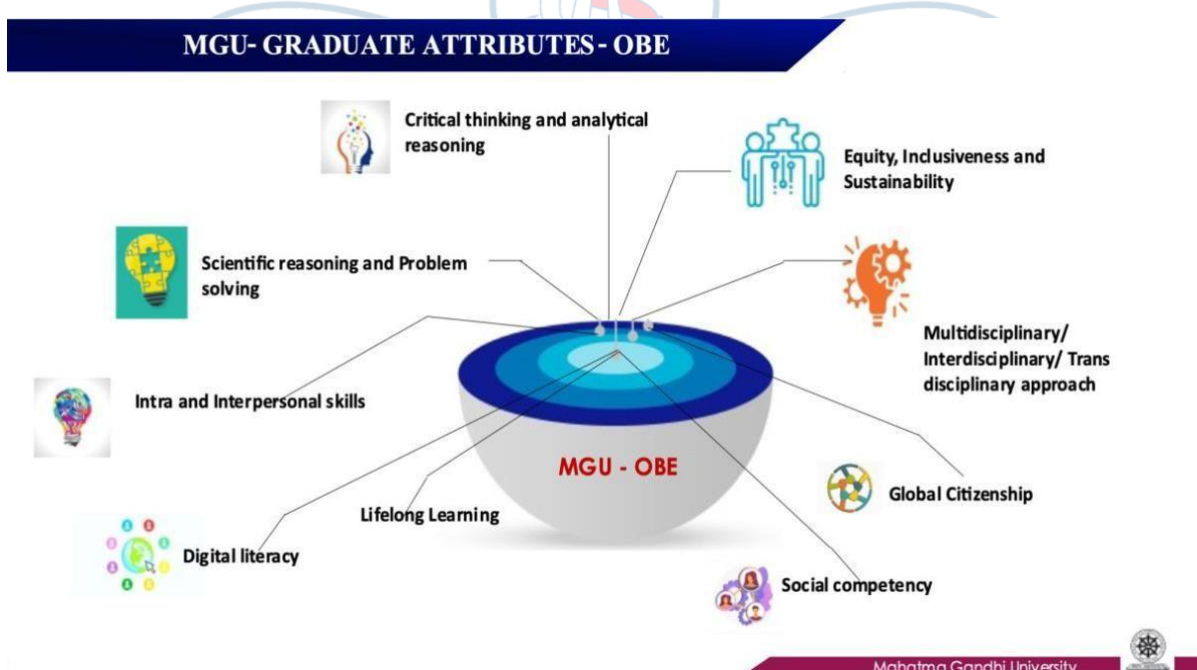 MGU- GRADUATE ATTRIBUTES - OBE
Critical thinking and analytical
reasoning
Equity, Inclusiveness and
Sustainability
Scientific reasoning and Problem
solving
Multidisciplinary/
Interdisciplinary/ Trans
disciplinary approach
Intra and Interpersonal skills
MGU - OBE
Global Citizenship
Lifelong Learning
Digital literacy
Social competency
Mahatma Gandhi University